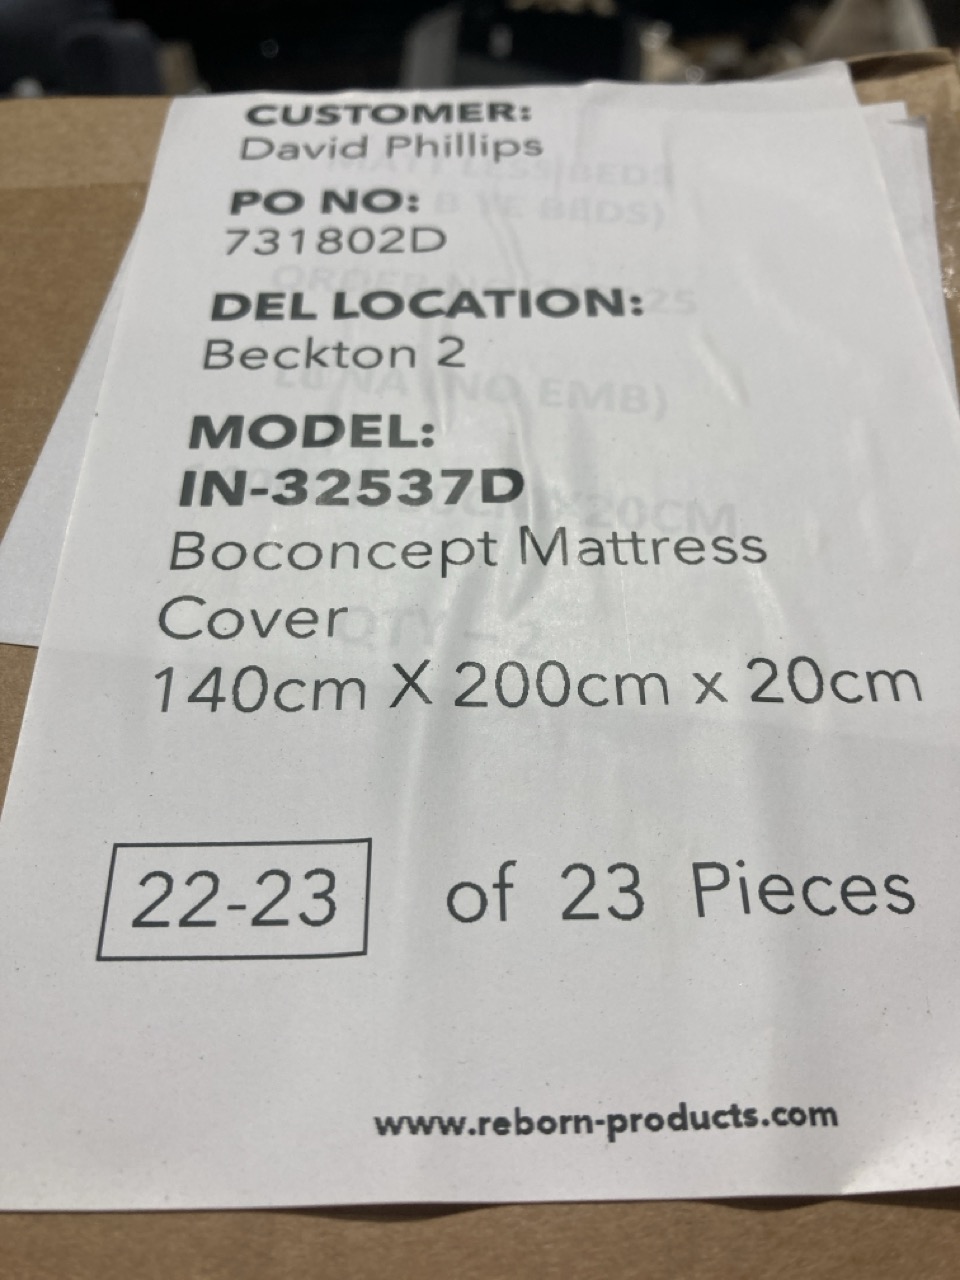 CUSTOMER:
David Phillips
PO NO:
731802D
DEL LOCATION:
Beckton 2
MODEL:
IN-32537D
Boconcept Mattress
Cover
140cm X 200cm x 20cm
22-23 of 23 Pieces
www.reborn-products.com